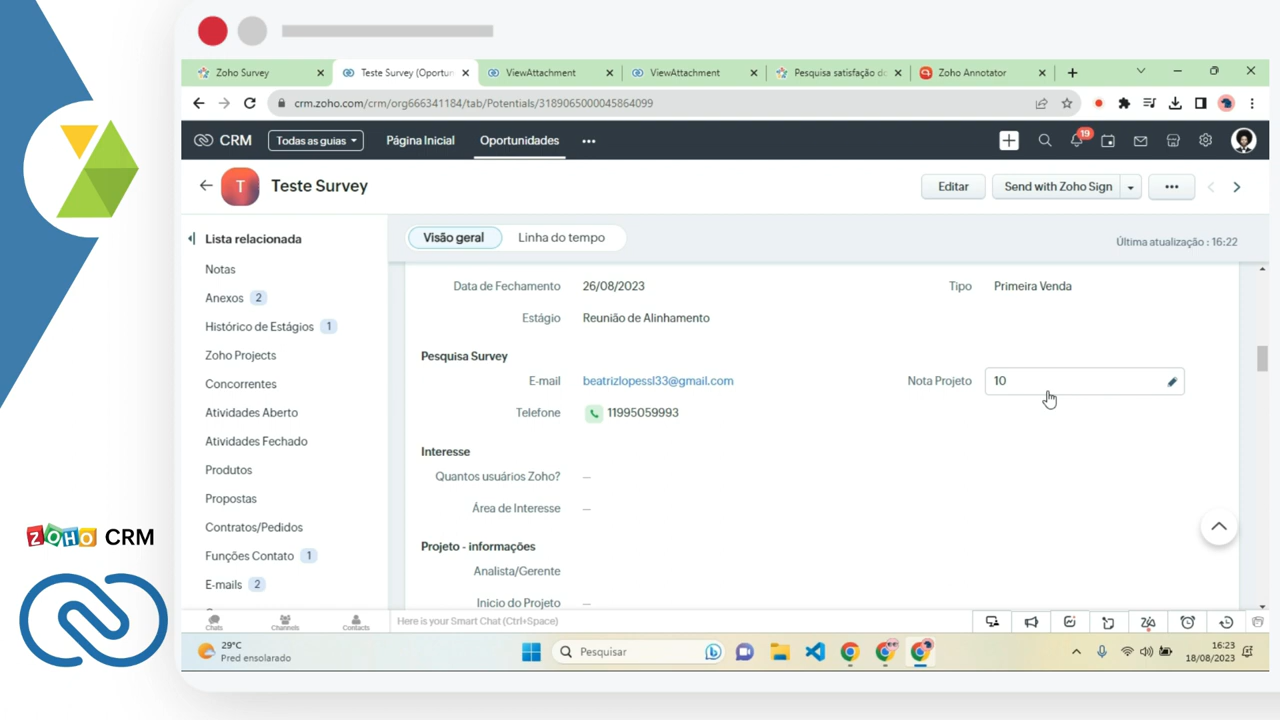 Zoho Survey
Teste Survey (Oportun
ViewAttachment
ViewAttachment
Pesquisa satisfação do
Zoho Annotator
crm.zoho.com/crm/org666341184/tab/Potentials/3189065000045864099
CRM
Todas as guias
Página Inicial
Oportunidades
19
T
Teste Survey
Editar
Send with Zoho Sign
Lista relacionada
Visão geral
Linha do tempo
Última atualização : 16:22
Notas
Anexos 2
Histórico de Estágios 1
Zoho Projects
Concorrentes
Atividades Aberto
Atividades Fechado
Produtos
Propostas
Contratos/Pedidos
Funções Contato 1
E-mails 2
Data de Fechamento 26/08/2023
Tipo Primeira Venda
Estágio Reunião de Alinhamento
Pesquisa Survey
E-mail beatrizlopessl33@gmail.com
Nota Projeto 10
Telefone 11995059993
Interesse
Quantos usuários Zoho? —
Área de Interesse —
Projeto - informações
Analista/Gerente
Inicio do Projeto —
Chats
Channels
Contacts
Here is your Smart Chat (Ctrl+Space)
29°C
Pred ensolarado
Pesquisar
16:23
18/08/2023
ZOHO CRM